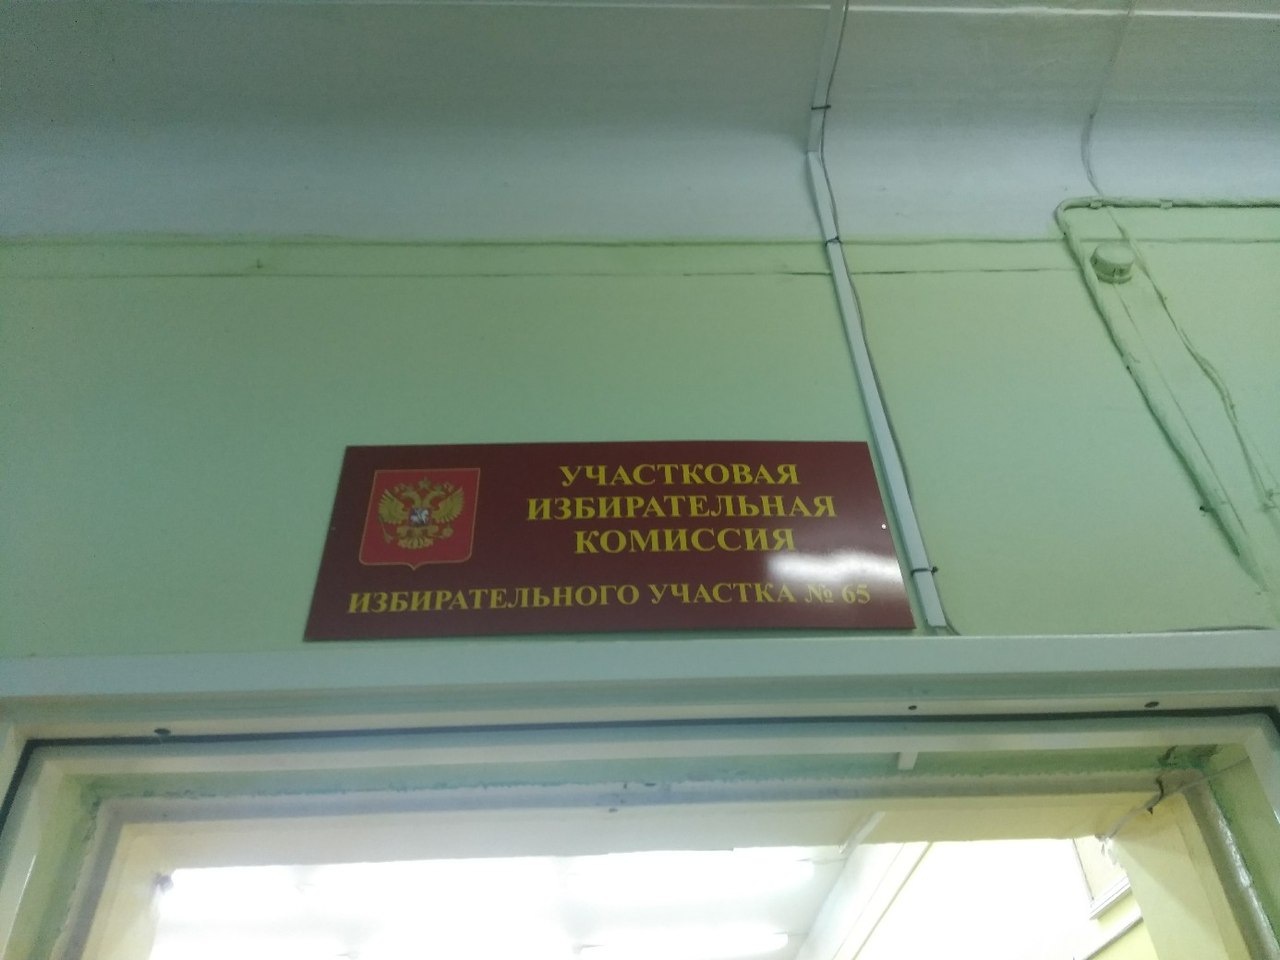 УЧАСТКОВАЯ
ИЗБИРАТЕЛЬНАЯ
КОМИССИЯ
ИЗБИРАТЕЛЬНОГО УЧАСТКА № 65